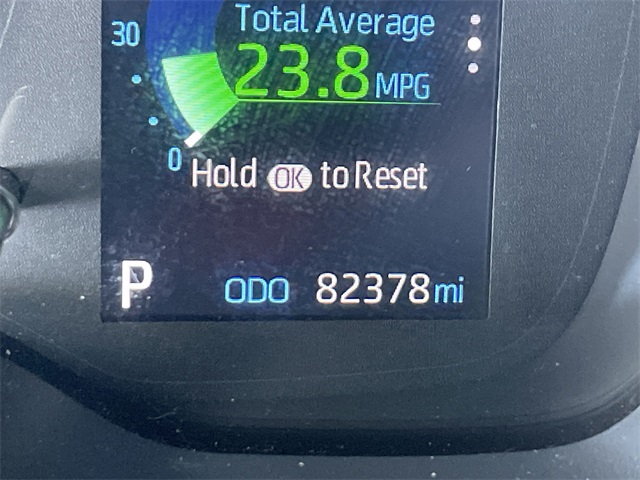 Total Average
30
23.8 MPG
0
Hold OK to Reset
P ODO 82378 mi